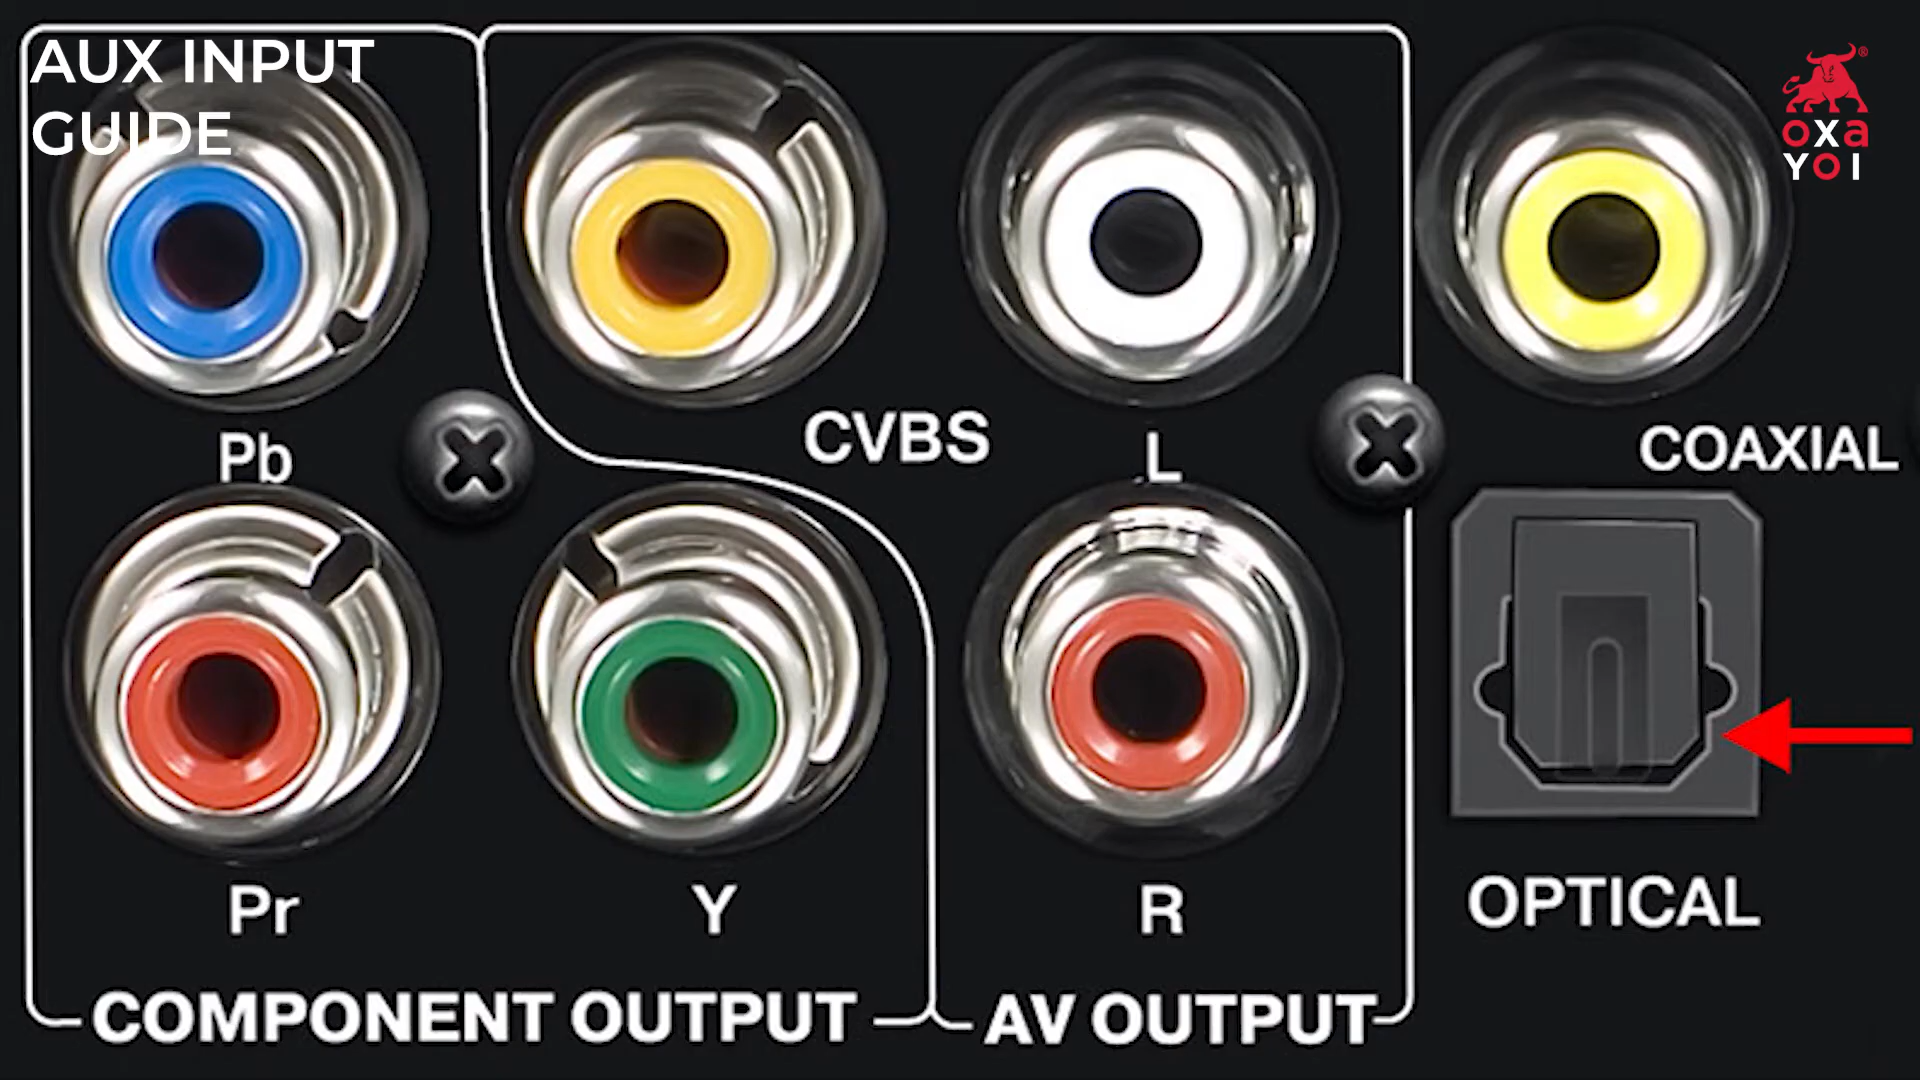 AUX INPUT
GUIDE
®
oxa
YOI
Pb
CVBS
L
COAXIAL
Pr
Y
R
OPTICAL
COMPONENT OUTPUT
AV OUTPUT